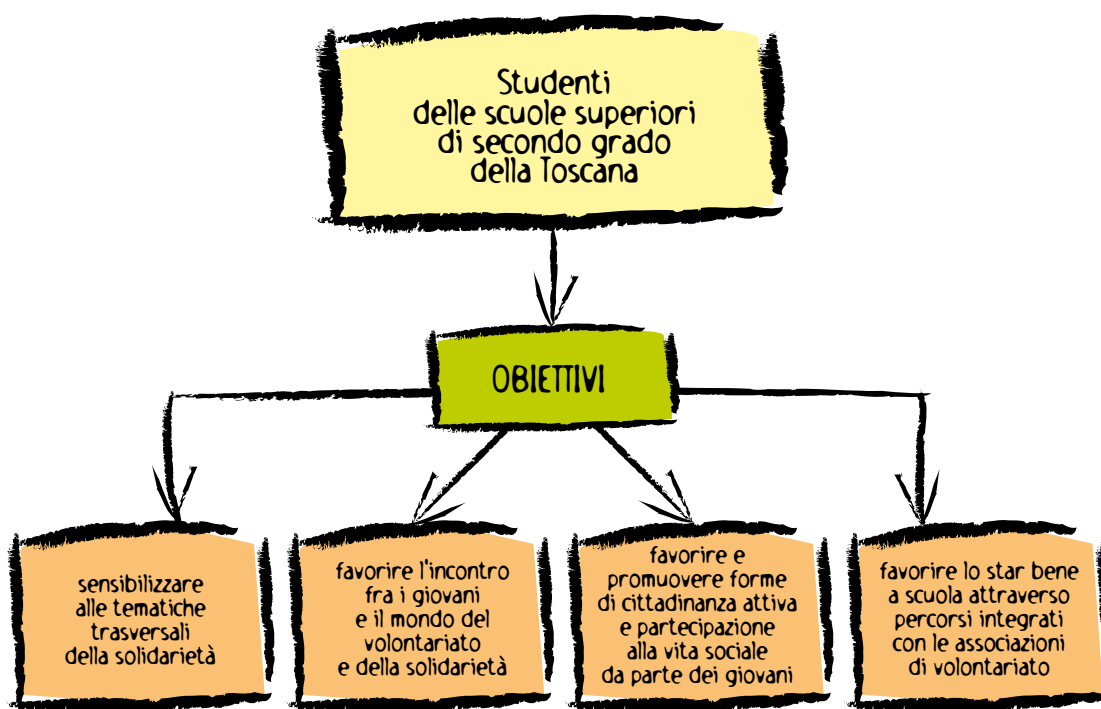 Studenti
delle scuole superiori
di secondo grado
della Toscana
OBIETTIVI
sensibilizzare
alle tematiche
trasversali
della solidarietà
favorire l'incontro
fra i giovani
e il mondo del
volontariato
e della solidarietà
favorire e
promuovere forme
di cittadinanza attiva
e partecipazione
alla vita sociale
da parte dei giovani
favorire lo star bene
a scuola attraverso
percorsi integrati
con le associazioni
di volontariato